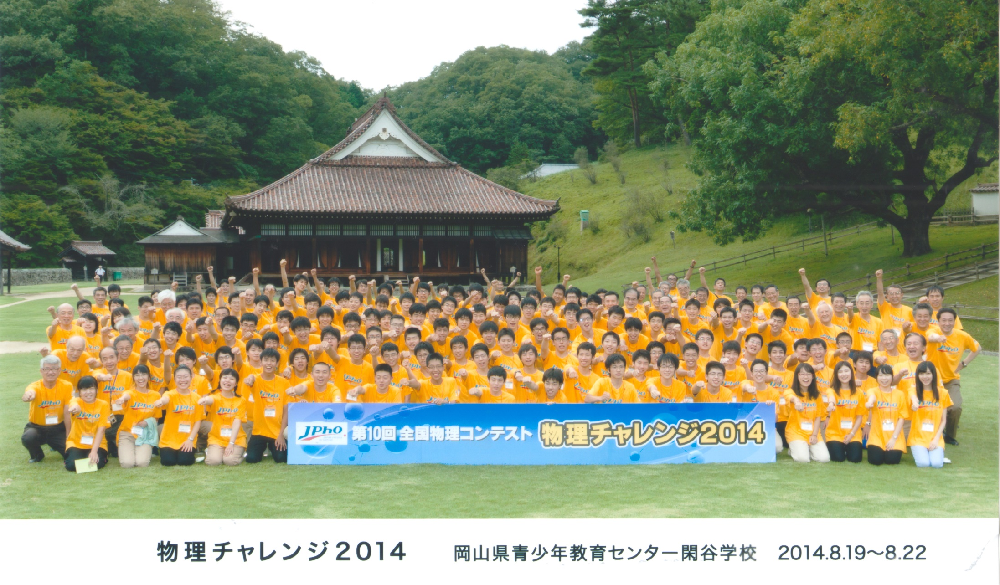 JPhO 第10回 全国物理コンテスト 物理チャレンジ2014
物理チャレンジ2014 岡山県青少年教育センター閑谷学校 2014.8.19〜8.22